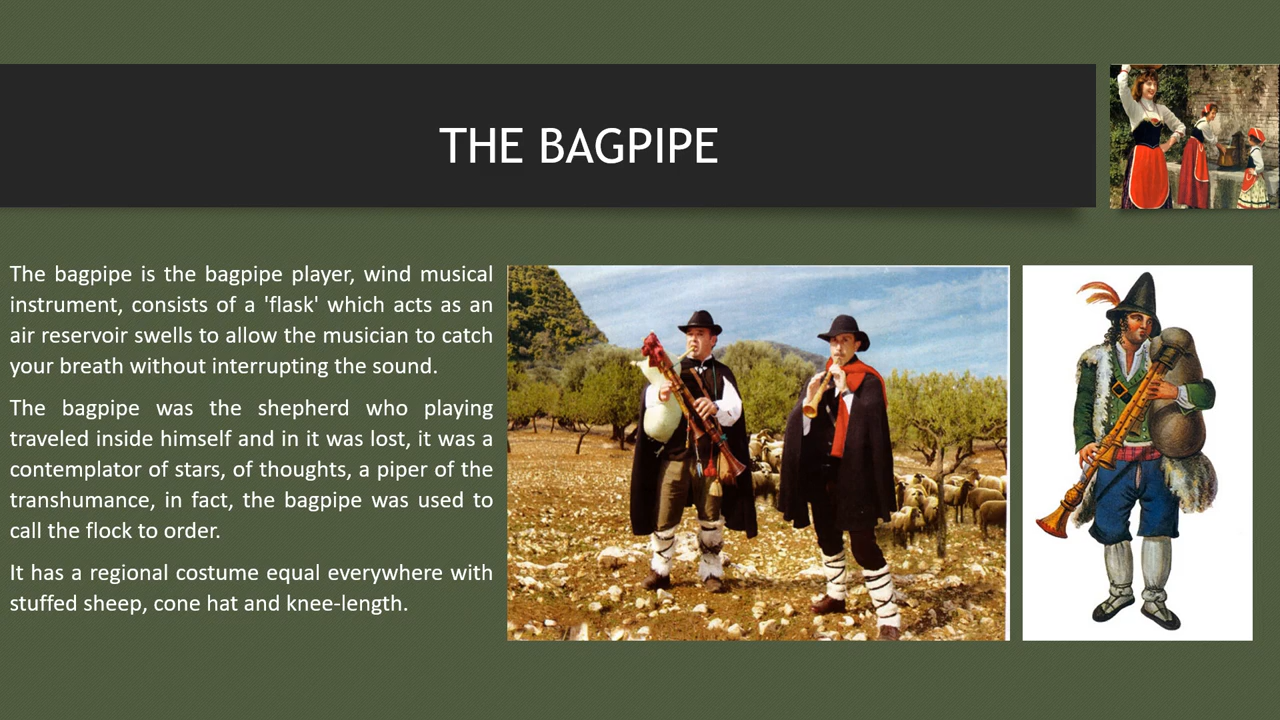 THE BAGPIPE
The bagpipe is the bagpipe player, wind musical
instrument, consists of a 'flask' which acts as an
air reservoir swells to allow the musician to catch
your breath without interrupting the sound.
The bagpipe was the shepherd who playing
traveled inside himself and in it was lost, it was a
contemplator of stars, of thoughts, a piper of the
transhumance, in fact, the bagpipe was used to
call the flock to order.
It has a regional costume equal everywhere with
stuffed sheep, cone hat and knee-length.